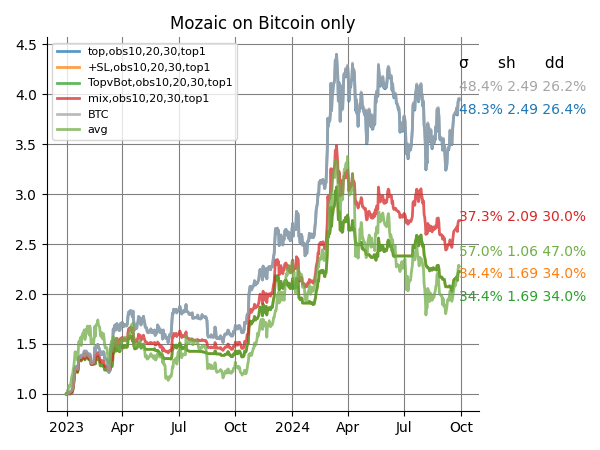 Mozaic on Bitcoin only
top,obs10,20,30,top1
+SL,obs10,20,30,top1
TopvBot,obs10,20,30,top1
mix,obs10,20,30,top1
BTC
avg
σ sh dd
48.4% 2.49 26.2%
48.3% 2.49 26.4%
37.3% 2.09 30.0%
57.0% 1.06 47.0%
34.4% 1.69 34.0%
34.4% 1.69 34.0%
4.5
4.0
3.5
3.0
2.5
2.0
1.5
1.0
2023 Apr Jul Oct 2024 Apr Jul Oct